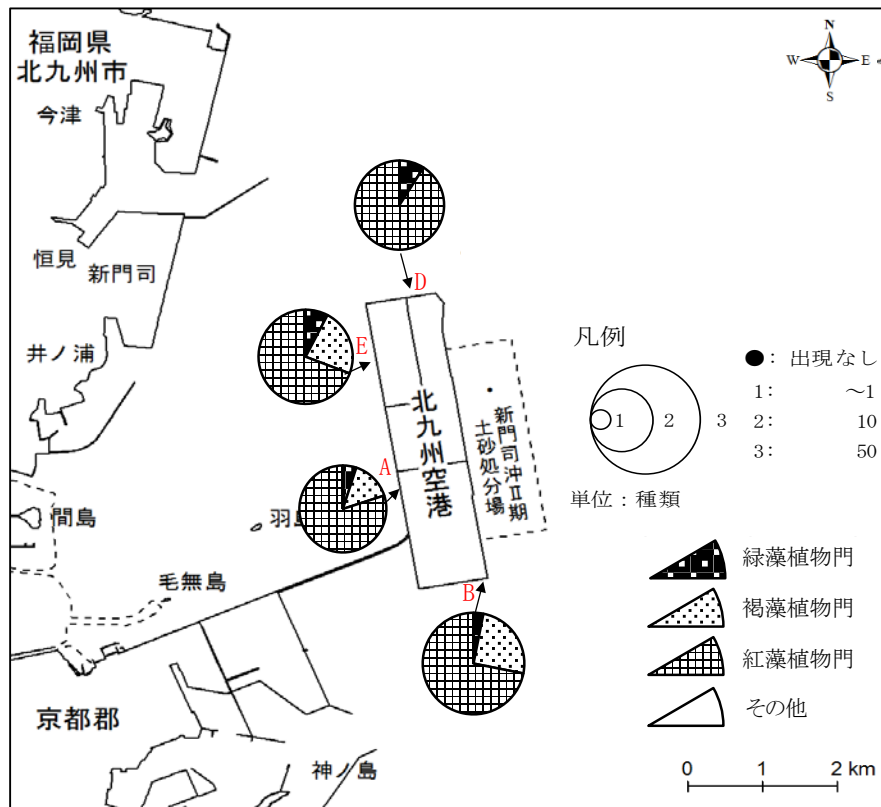 福岡県
北九州市
今津
N
W
E
S
恒見
新門司
D
井ノ浦
E
凡例
●: 出現なし
1: ～1
2: 10
3: 50
1
2
3
単位：種類
北九州空港
新門司沖Ⅱ期
土砂処分場
A
間島
羽島
毛無島
B
緑藻植物門
褐藻植物門
紅藻植物門
その他
京都郡
神ノ島
0 1 2 km